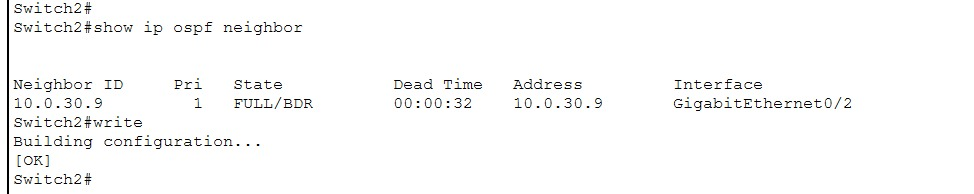 Switch2#
Switch2#show ip ospf neighbor
Neighbor ID     Pri   State           Dead Time   Address         Interface
10.0.30.9         1   FULL/BDR        00:00:32    10.0.30.9       GigabitEthernet0/2
Switch2#write
Building configuration...
[OK]
Switch2#